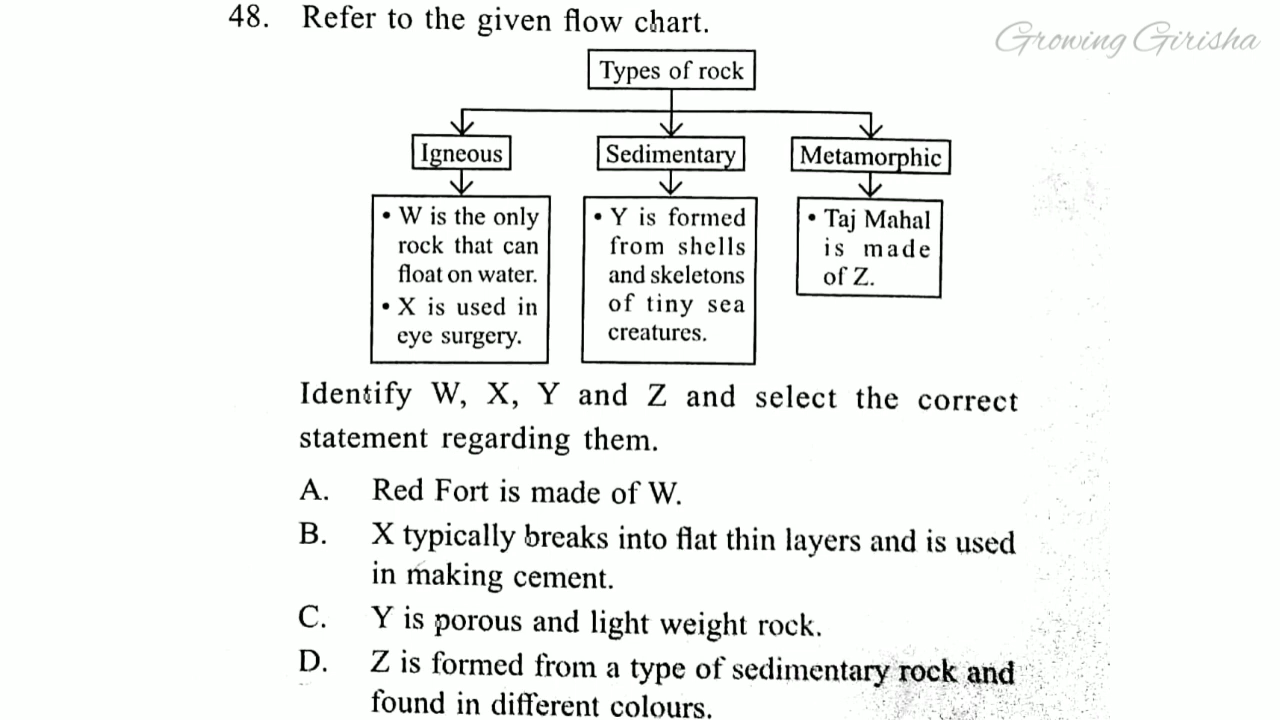 48. Refer to the given flow chart.
Growing Girisha
Types of rock
Igneous
Sedimentary
Metamorphic
• W is the only
rock that can
float on water.
• X is used in
eye surgery.
• Y is formed
from shells
and skeletons
of tiny sea
creatures.
• Taj Mahal
is made
of Z.
Identify W, X, Y and Z and select the correct
statement regarding them.
A. Red Fort is made of W.
B. X typically breaks into flat thin layers and is used
in making cement.
C. Y is porous and light weight rock.
D. Z is formed from a type of sedimentary rock and
found in different colours.